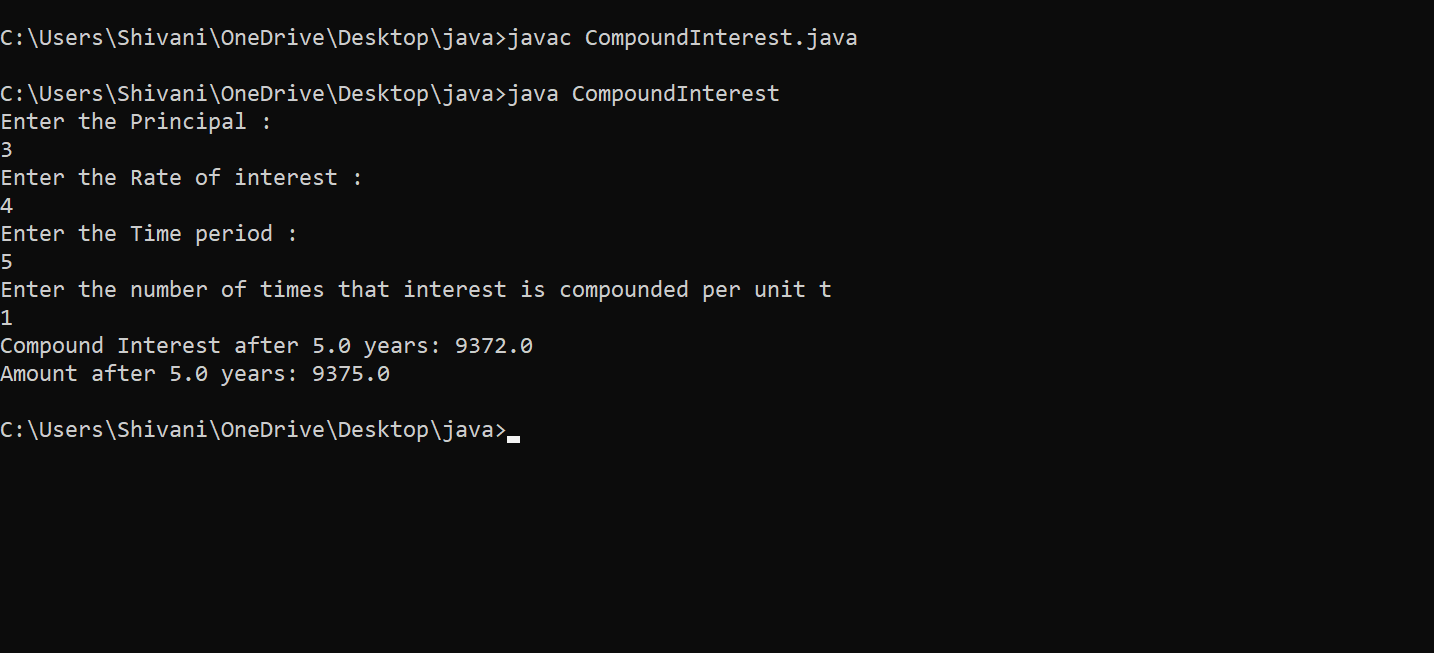 C:\Users\Shivani\OneDrive\Desktop\java>javac CompoundInterest.java
C:\Users\Shivani\OneDrive\Desktop\java>java CompoundInterest
Enter the Principal :
3
Enter the Rate of interest :
4
Enter the Time period :
5
Enter the number of times that interest is compounded per unit t
1
Compound Interest after 5.0 years: 9372.0
Amount after 5.0 years: 9375.0
C:\Users\Shivani\OneDrive\Desktop\java>